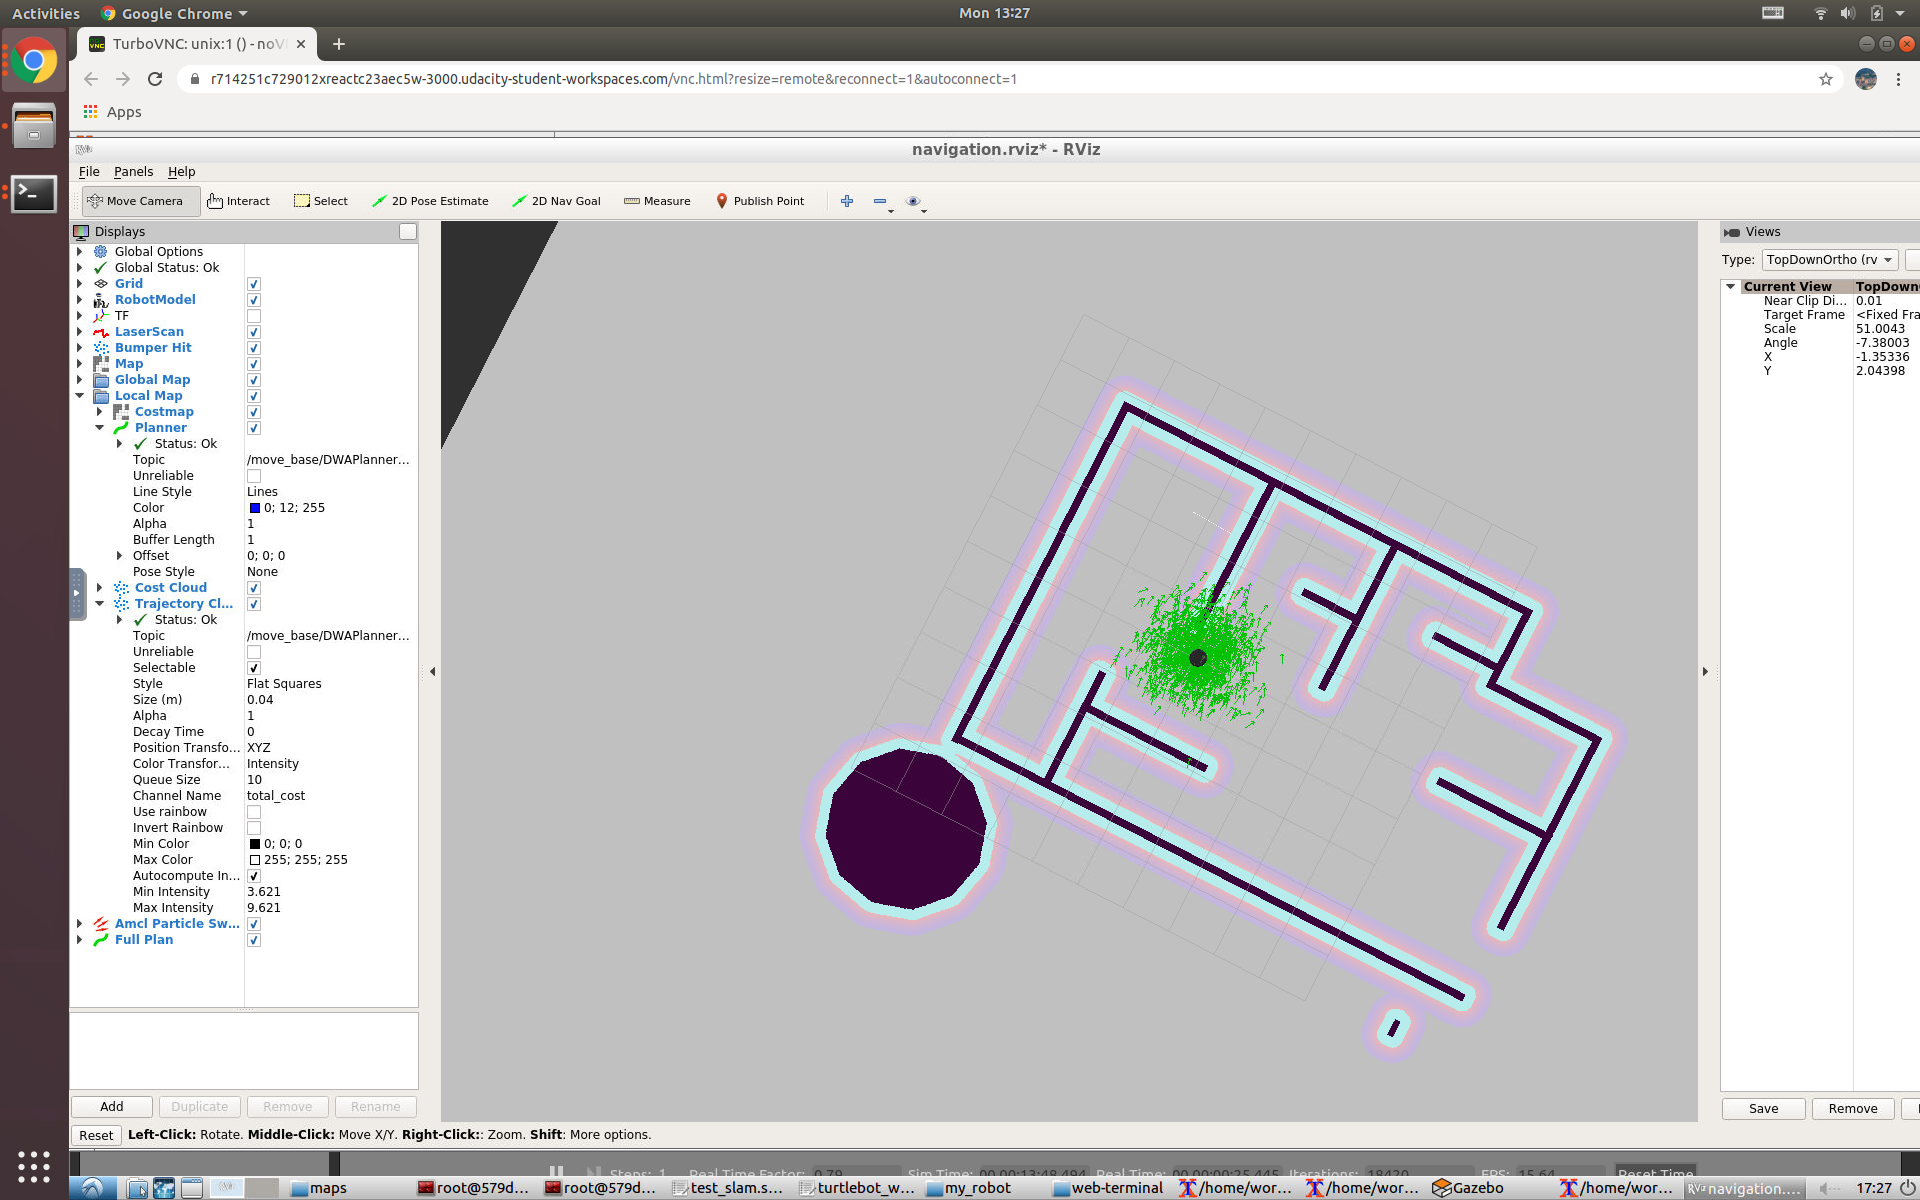 Activities Google Chrome Mon 13:27
TurboVNC: unix:1 () - noV
r714251c729012xreactc23aec5w-3000.udacity-student-workspaces.com/vnc.html?resize=remote&reconnect=1&autoconnect=1
Apps
navigation.rviz* - RViz
File Panels Help
Move Camera Interact Select 2D Pose Estimate 2D Nav Goal Measure Publish Point
Displays
Global Options
Global Status: Ok
Grid
RobotModel
TF
LaserScan
Bumper Hit
Map
Global Map
Local Map
Costmap
Planner
Status: Ok
Topic /move_base/DWAPlanner...
Unreliable
Line Style Lines
Color 0; 12; 255
Alpha 1
Buffer Length 1
Offset 0; 0; 0
Pose Style None
Cost Cloud
Trajectory Cl...
Status: Ok
Topic /move_base/DWAPlanner...
Unreliable
Selectable
Style Flat Squares
Size (m) 0.04
Alpha 1
Decay Time 0
Position Transfo... XYZ
Color Transfor... Intensity
Queue Size 10
Channel Name total_cost
Use rainbow
Invert Rainbow
Min Color 0; 0; 0
Max Color 255; 255; 255
Autocompute In...
Min Intensity 3.621
Max Intensity 9.621
Amcl Particle Sw...
Full Plan
Add Duplicate Remove Rename
Views
Type: TopDownOrtho (rv
Current View TopDown
Near Clip Di... 0.01
Target Frame <Fixed Fra
Scale 51.0043
Angle -7.38003
X -1.35336
Y 2.04398
Save Remove
Reset Left-Click: Rotate. Middle-Click: Move X/Y. Right-Click:: Zoom. Shift: More options.
Steps: 1 Real Time Factor: 0.79 Sim Time: 00 00:13:48.494 Real Time: 00 00:00:25.445 Iterations: 18420 FPS: 15.64 Reset Time
maps root@579d... root@579d... test_slam.s... turtlebot_w... my_robot web-terminal /home/wor... /home/wor... Gazebo /home/wor... navigation.... 17:27